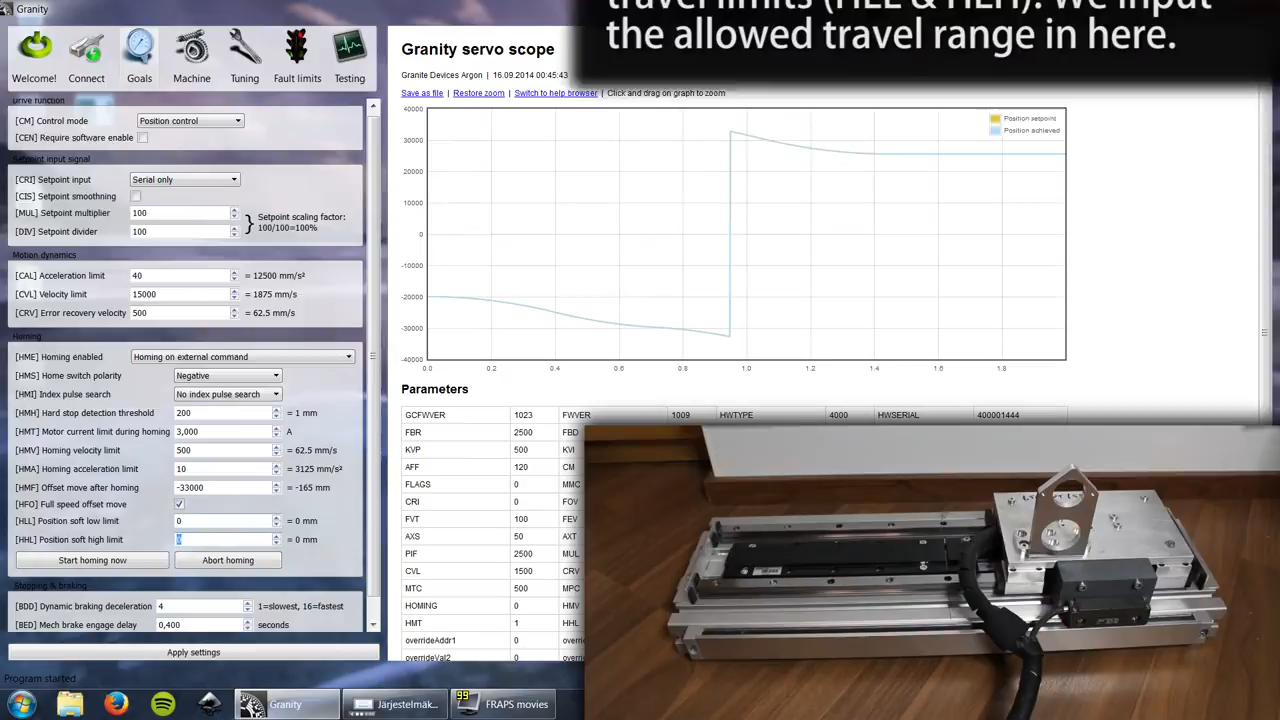 Granity
travel limits (HLL & HLH). We input
the allowed travel range in here.
Welcome!
Connect
Goals
Machine
Tuning
Fault limits
Testing
Drive function
[CM] Control mode
Position control
[CEN] Require software enable
Setpoint input signal
[CRI] Setpoint input
Serial only
[CIS] Setpoint smoothing
[MUL] Setpoint multiplier
100
[DIV] Setpoint divider
100
}
Setpoint scaling factor:
100/100=100%
Motion dynamics
[CAL] Acceleration limit
40
= 12500 mm/s²
[CVL] Velocity limit
15000
= 1875 mm/s
[CRV] Error recovery velocity
500
= 62.5 mm/s
Homing
[HME] Homing enabled
Homing on external command
[HMS] Home switch polarity
Negative
[HMI] Index pulse search
No index pulse search
[HMH] Hard stop detection threshold
200
= 1 mm
[HMT] Motor current limit during homing
3,000
A
[HMV] Homing velocity limit
500
= 62.5 mm/s
[HMA] Homing acceleration limit
10
= 3125 mm/s²
[HMF] Offset move after homing
-33000
= -165 mm
[HFO] Full speed offset move
[HLL] Position soft low limit
0
= 0 mm
[HHL] Position soft high limit
0
= 0 mm
Start homing now
Abort homing
Stopping & braking
[BDD] Dynamic braking deceleration
4
1=slowest, 16=fastest
[BED] Mech brake engage delay
0,400
seconds
Apply settings
Program started
Granity servo scope
Granite Devices Argon | 16.09.2014 00:45:43
Save as file | Restore zoom | Switch to help browser | Click and drag on graph to zoom
40000
30000
20000
10000
0
-10000
-20000
-30000
-40000
0.0 0.2 0.4 0.6 0.8 1.0 1.2 1.4 1.6 1.8
Position setpoint
Position achieved
Parameters
GCFWVER 1023 FWVER 1009 HWTYPE 4000 HWSERIAL 400001444
FBR 2500 FBD
KVP 500 KVI
AFF 120 CM
FLAGS 0 MMC
CRI 0 FOV
FVT 100 FEV
AXS 50 AXT
PIF 2500 MUL
CVL 1500 CRV
MTC 500 MPC
HOMING 0 HMV
HMT 1 HHL
overrideAddr1 0
overrideVal2 0
Granity
Järjestelmäk...
99
FRAPS movies